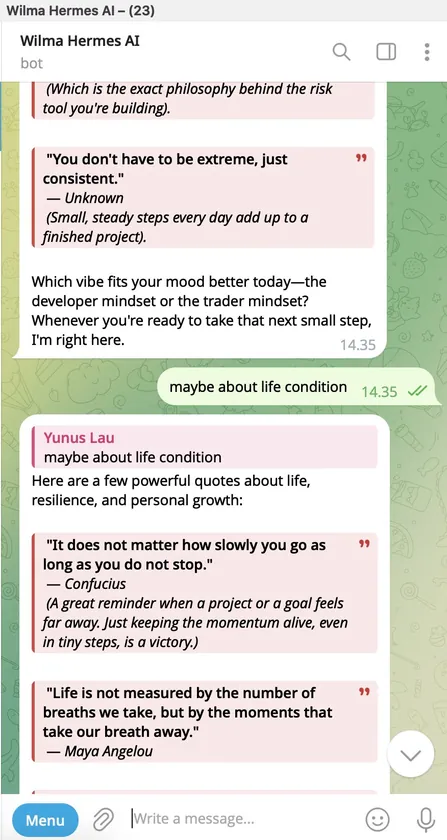 Wilma Hermes AI – (23)
Wilma Hermes AI
bot
(Which is the exact philosophy behind the risk
tool you're building).
"You don't have to be extreme, just
consistent."
— Unknown
(Small, steady steps every day add up to a
finished project).
Which vibe fits your mood better today—the
developer mindset or the trader mindset?
Whenever you're ready to take that next small step,
I'm right here.
14.35
maybe about life condition
14.35
Yunus Lau
maybe about life condition
Here are a few powerful quotes about life,
resilience, and personal growth:
"It does not matter how slowly you go as
long as you do not stop."
— Confucius
(A great reminder when a project or a goal feels
far away. Just keeping the momentum alive, even
in tiny steps, is a victory.)
"Life is not measured by the number of
breaths we take, but by the moments that
take our breath away."
— Maya Angelou
Menu
Write a message...